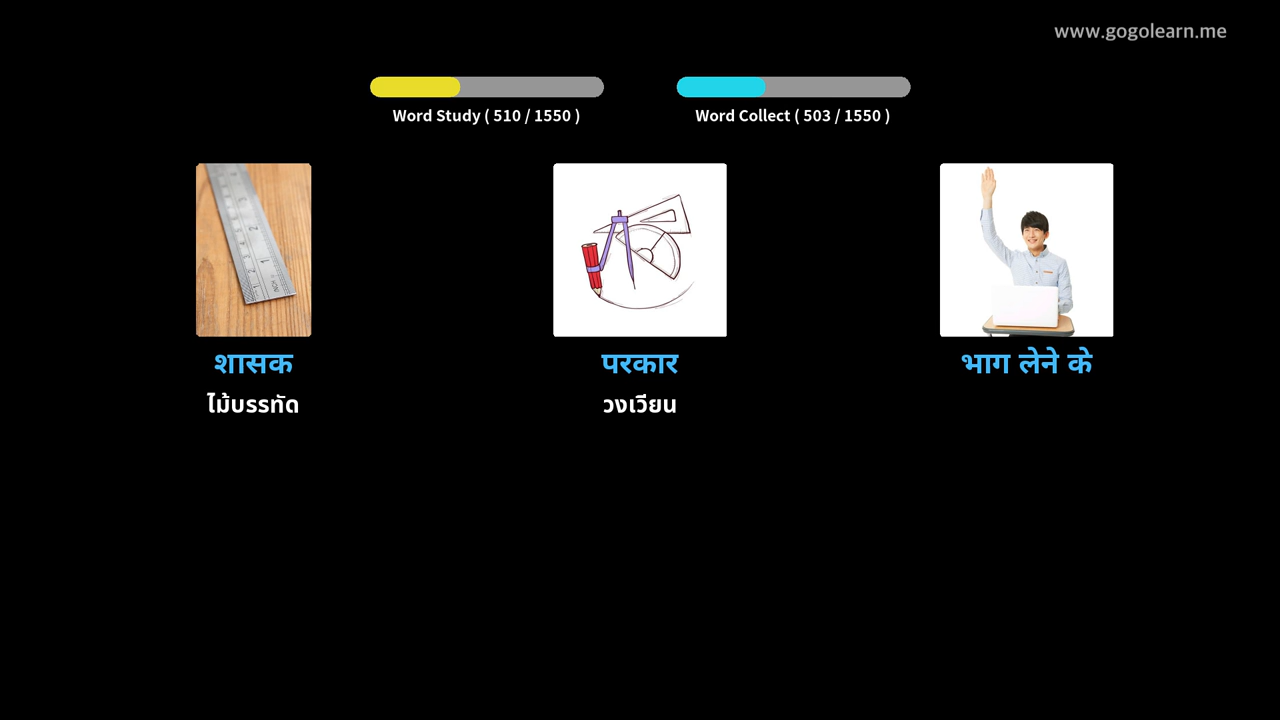 www.gogolearn.me
Word Study ( 510 / 1550 )
Word Collect ( 503 / 1550 )
शासक
परकार
भाग लेने के
ไม้บรรทัด
วงเวียน